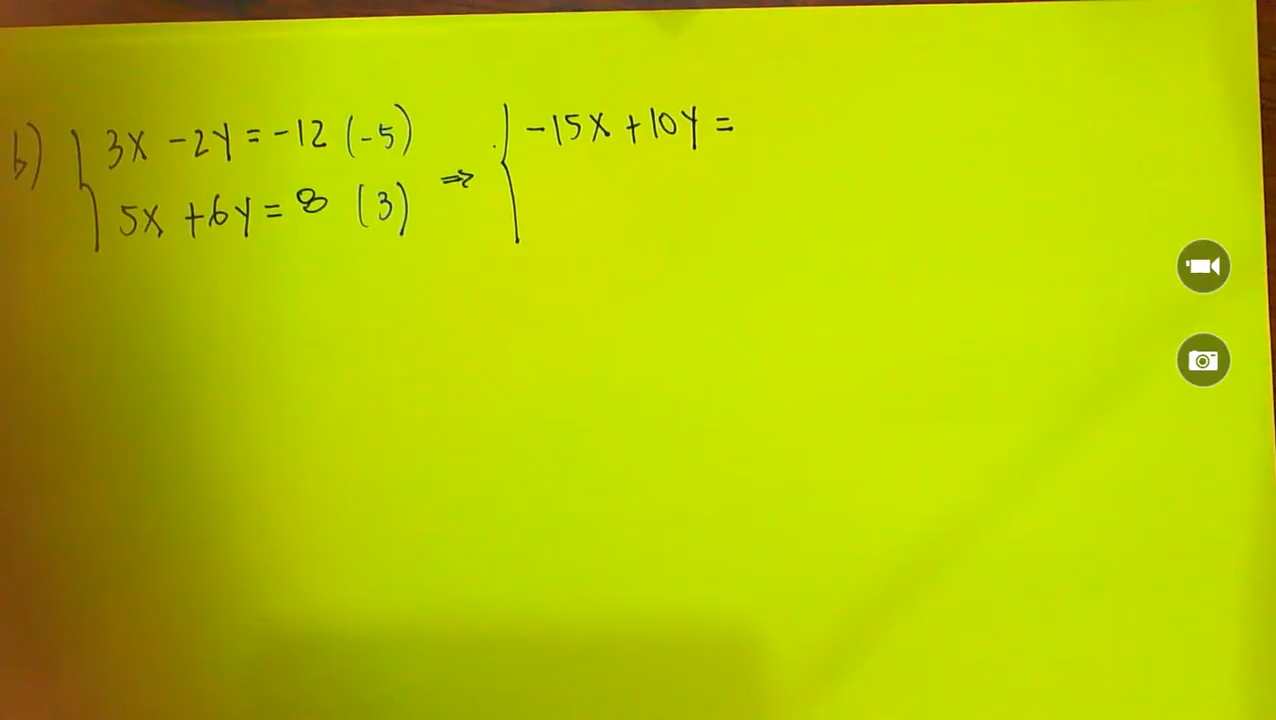 b) { 3X - 2Y = -12 (-5) ⇒ { -15X + 10Y =
5X + 6Y = 8 (3)